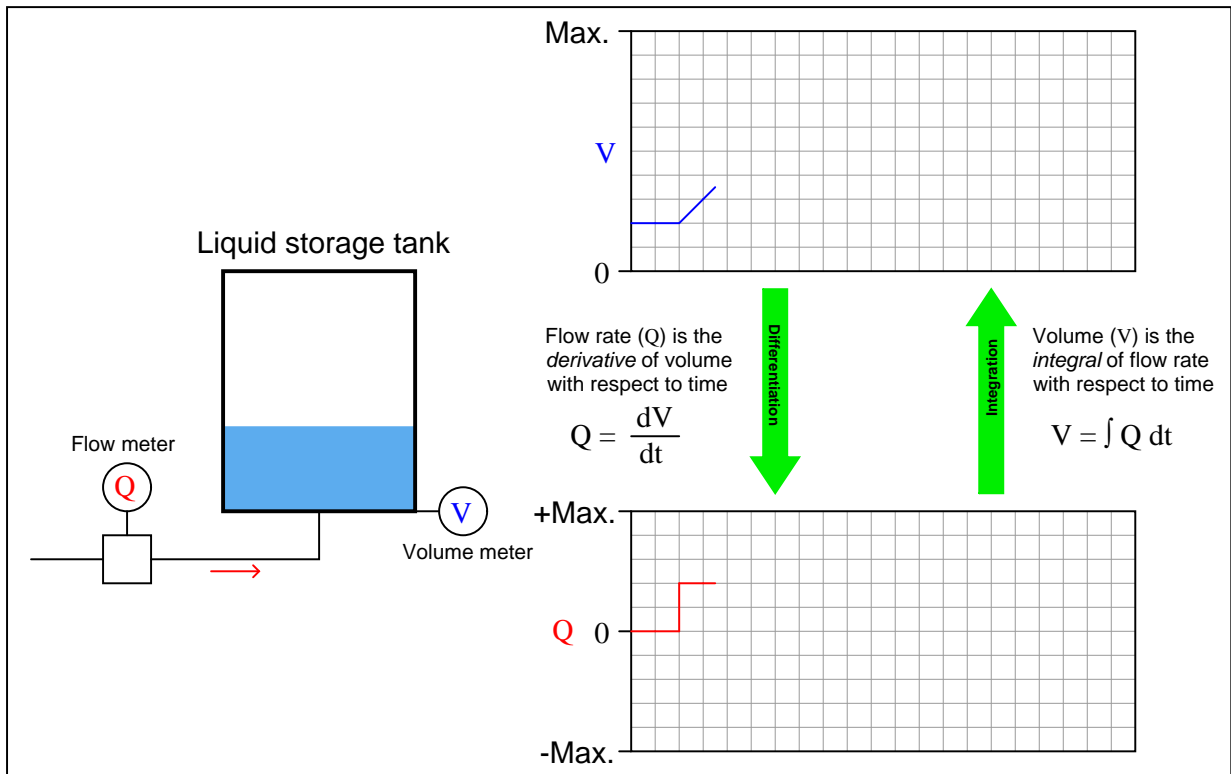 Max.
V
0
Liquid storage tank
Flow meter
Q
V
Volume meter
Flow rate (Q) is the
derivative of volume
with respect to time
Q = dV
dt
Differentiation
Integration
Volume (V) is the
integral of flow rate
with respect to time
V = ∫ Q dt
+Max.
Q 0
-Max.